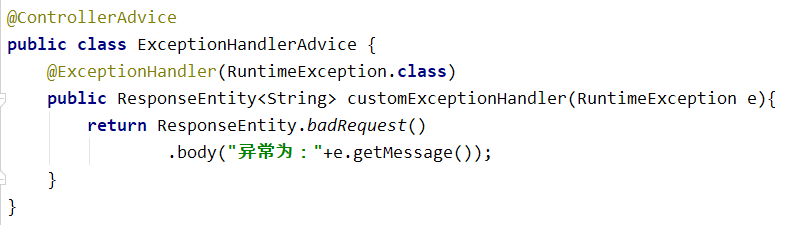 @ControllerAdvice
public class ExceptionHandlerAdvice {
    @ExceptionHandler(RuntimeException.class)
    public ResponseEntity<String> customExceptionHandler(RuntimeException e){
        return ResponseEntity.badRequest()
                .body("异常为："+e.getMessage());
    }
}